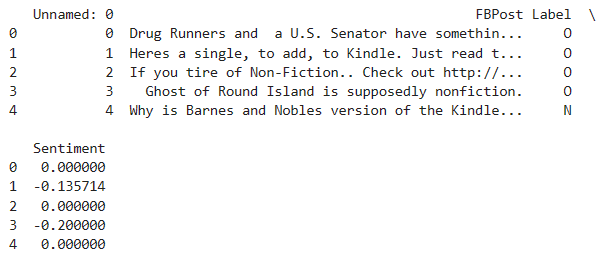 Unnamed: 0 FBPost Label \
0 0 Drug Runners and a U.S. Senator have somethin... O
1 1 Heres a single, to add, to Kindle. Just read t... O
2 2 If you tire of Non-Fiction.. Check out http://... O
3 3 Ghost of Round Island is supposedly nonfiction. O
4 4 Why is Barnes and Nobles version of the Kindle... N
Sentiment
0 0.000000
1 -0.135714
2 0.000000
3 -0.200000
4 0.000000